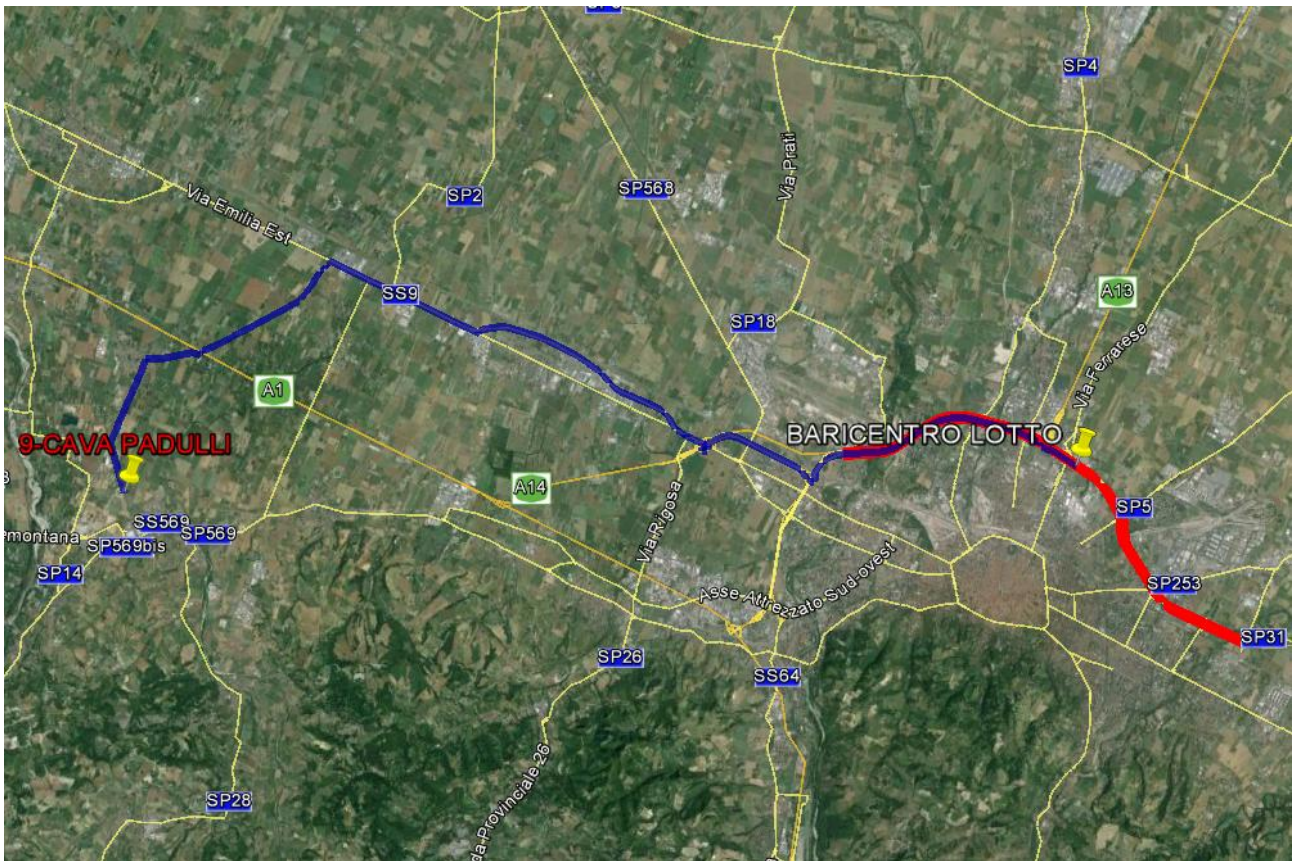 SP4
Via Prati
SP568
SP2
Via Emilia Est
A13
SS9
SP18
Via Ferrarese
A1
9-CAVA PADULLI
BARICENTRO LOTTO
A14
SP5
SS569
SP569
emontana
SP569bis
Via Rigosa
SP14
SP253
Asse Attrezzato Sud-ovest
SP31
SP26
SS64
SP28
da Provinciale 26